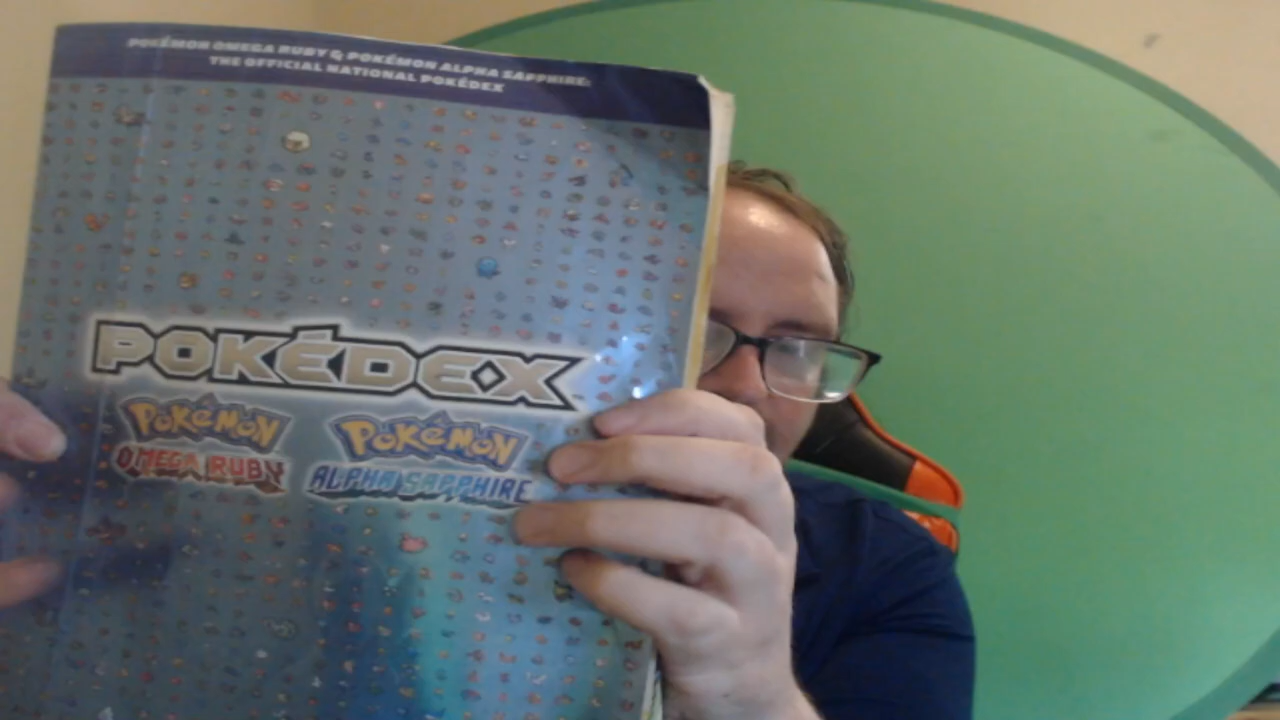 POKÉMON OMEGA RUBY & POKÉMON ALPHA SAPPHIRE:
THE OFFICIAL NATIONAL POKÉDEX
POKÉDEX
POKéMON POKéMON
OMEGA RUBY ALPHA SAPPHIRE